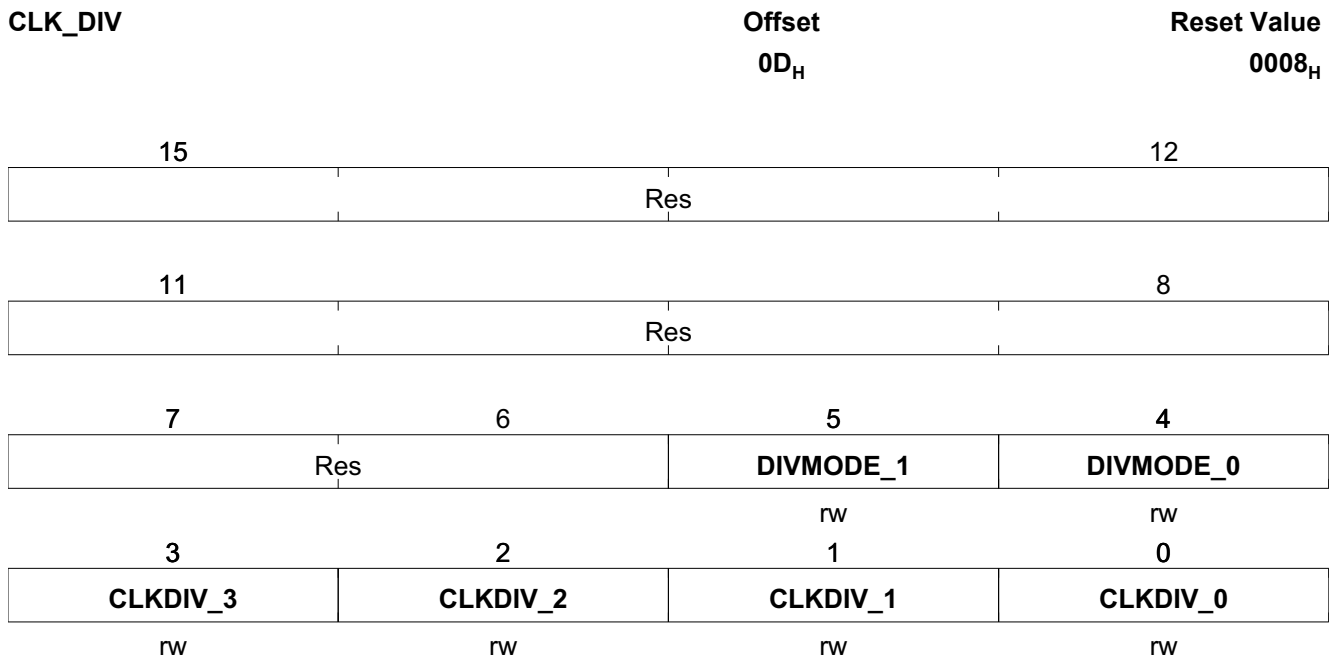 CLK_DIV Offset Reset Value
0DH 0008H
15 12
Res
11 8
Res
7 6 5 4
Res DIVMODE_1 DIVMODE_0
rw rw
3 2 1 0
CLKDIV_3 CLKDIV_2 CLKDIV_1 CLKDIV_0
rw rw rw rw